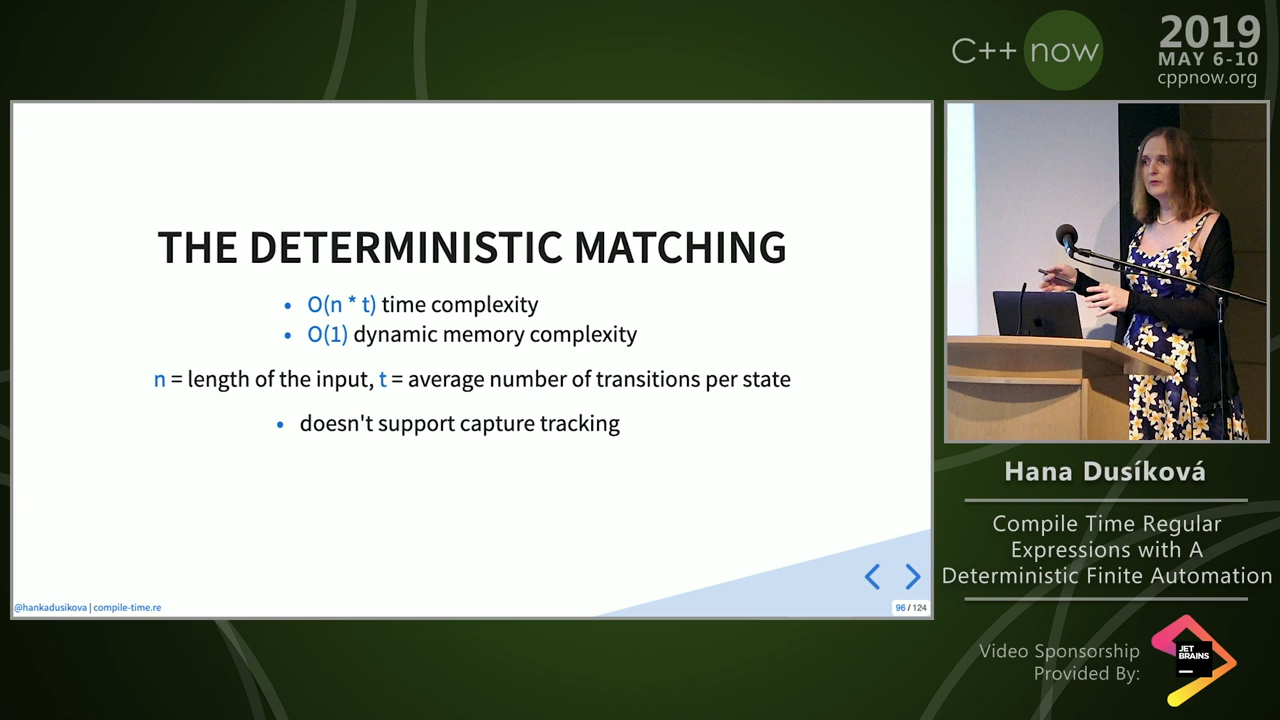 C++ now
2019
MAY 6-10
cppnow.org
THE DETERMINISTIC MATCHING
• O(n * t) time complexity
• O(1) dynamic memory complexity
n = length of the input, t = average number of transitions per state
• doesn't support capture tracking
@hankadusikova | compile-time.re
96 / 124
Hana Dusíková
Compile Time Regular
Expressions with A
Deterministic Finite Automation
Video Sponsorship
Provided By:
JET
BRAINS